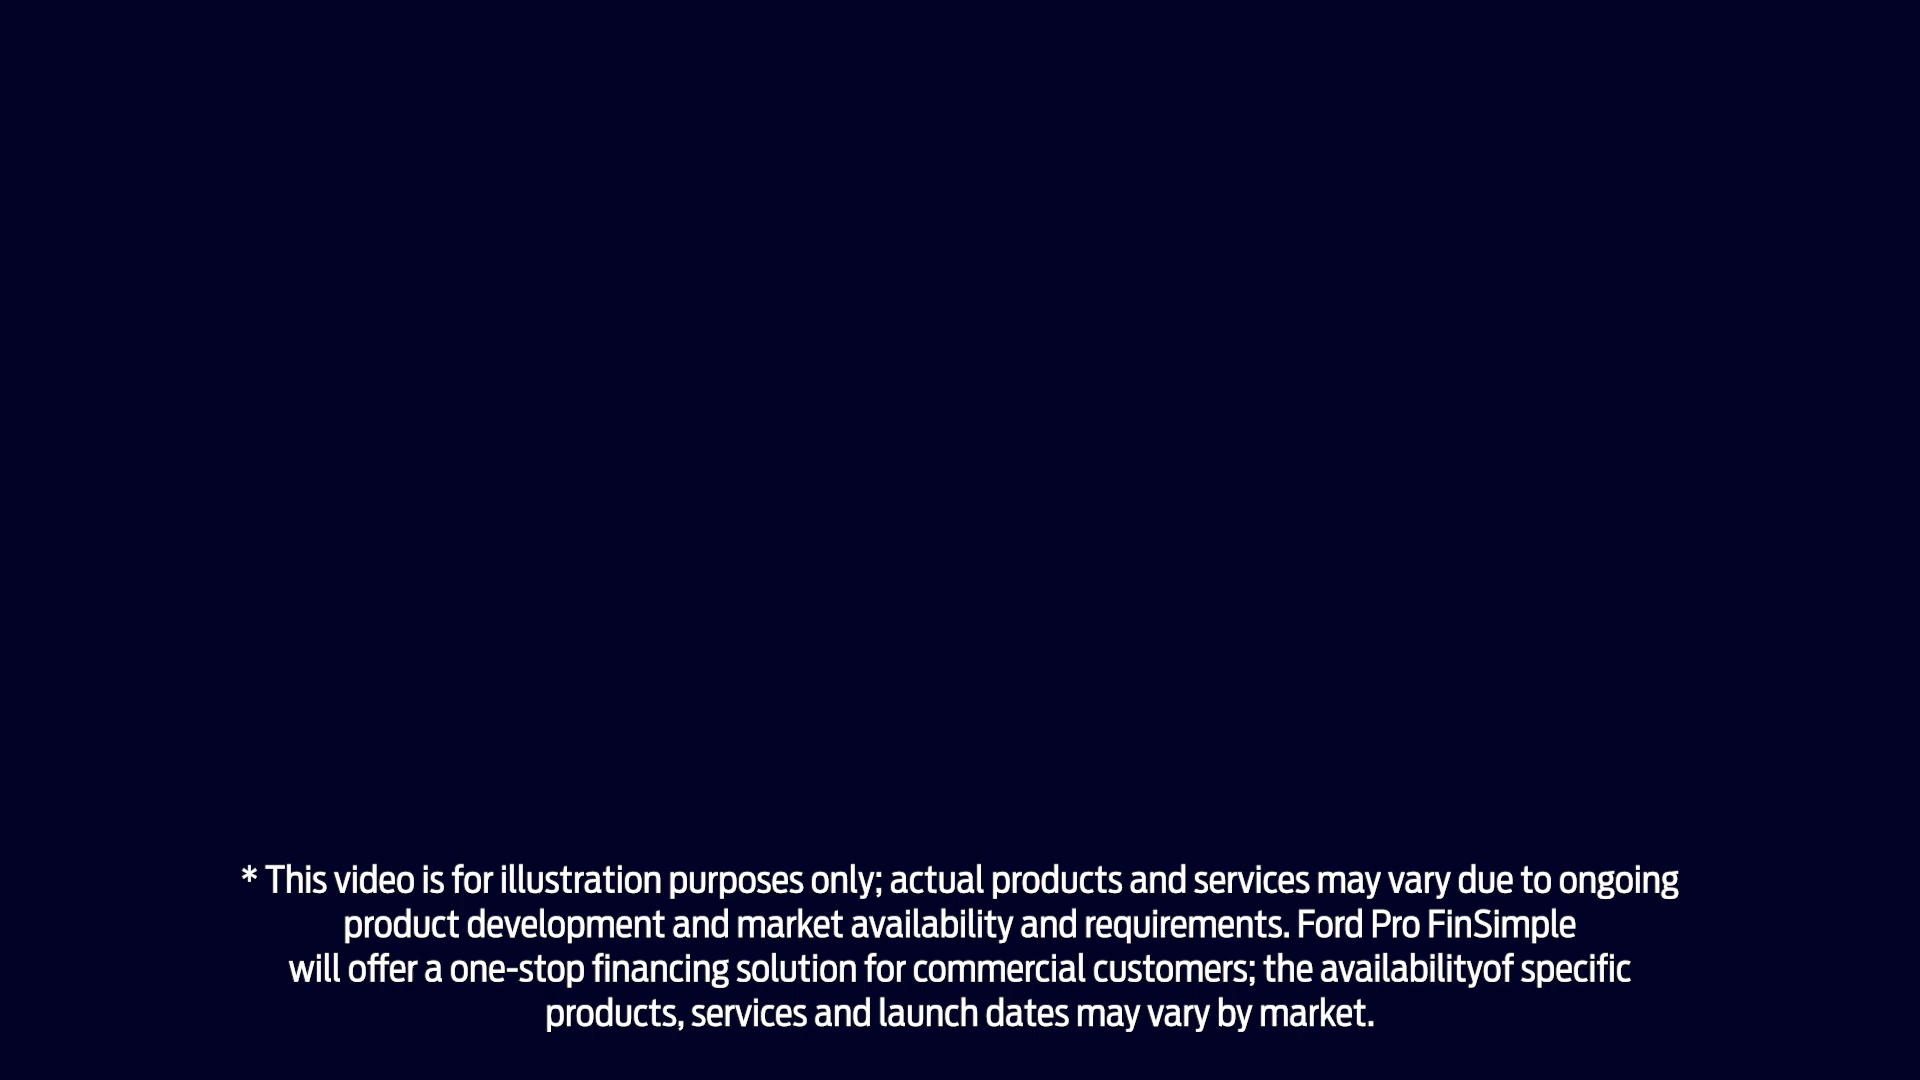 * This video is for illustration purposes only; actual products and services may vary due to ongoing
product development and market availability and requirements. Ford Pro FinSimple
will offer a one-stop financing solution for commercial customers; the availabilityof specific
products, services and launch dates may vary by market.